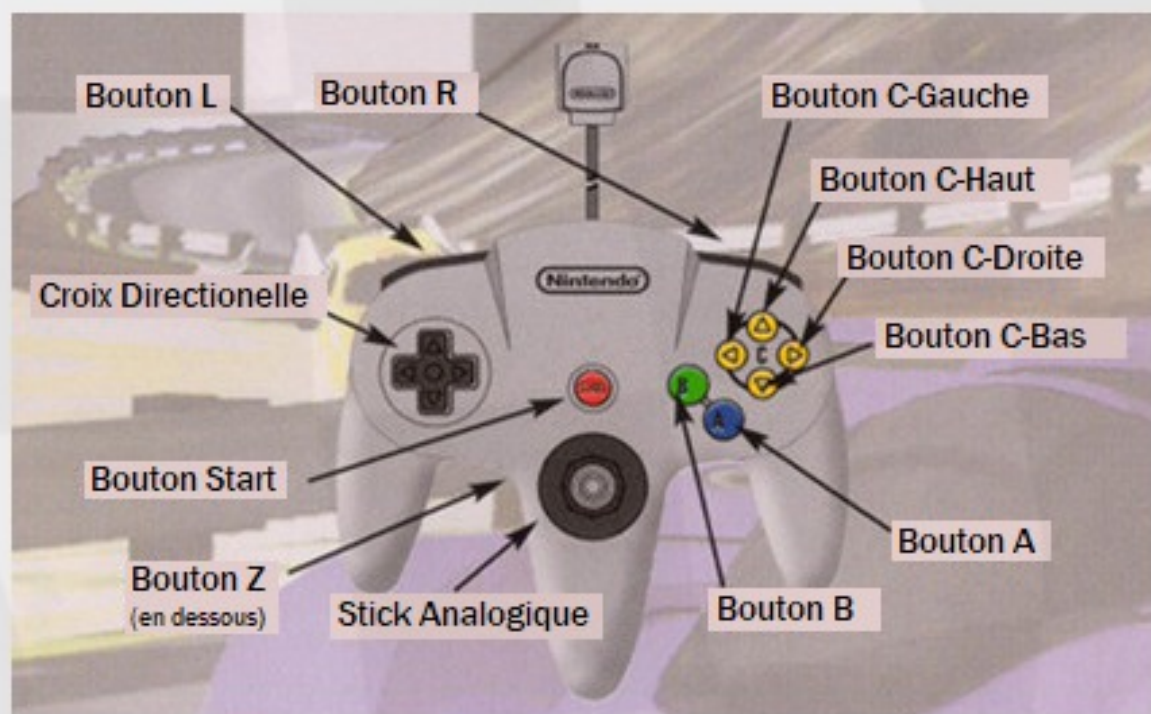 Bouton L
Bouton R
Bouton C-Gauche
Bouton C-Haut
Bouton C-Droite
Croix Directionelle
Nintendo
Bouton C-Bas
C
B
A
Bouton Start
Bouton A
Bouton Z
(en dessous)
Stick Analogique
Bouton B